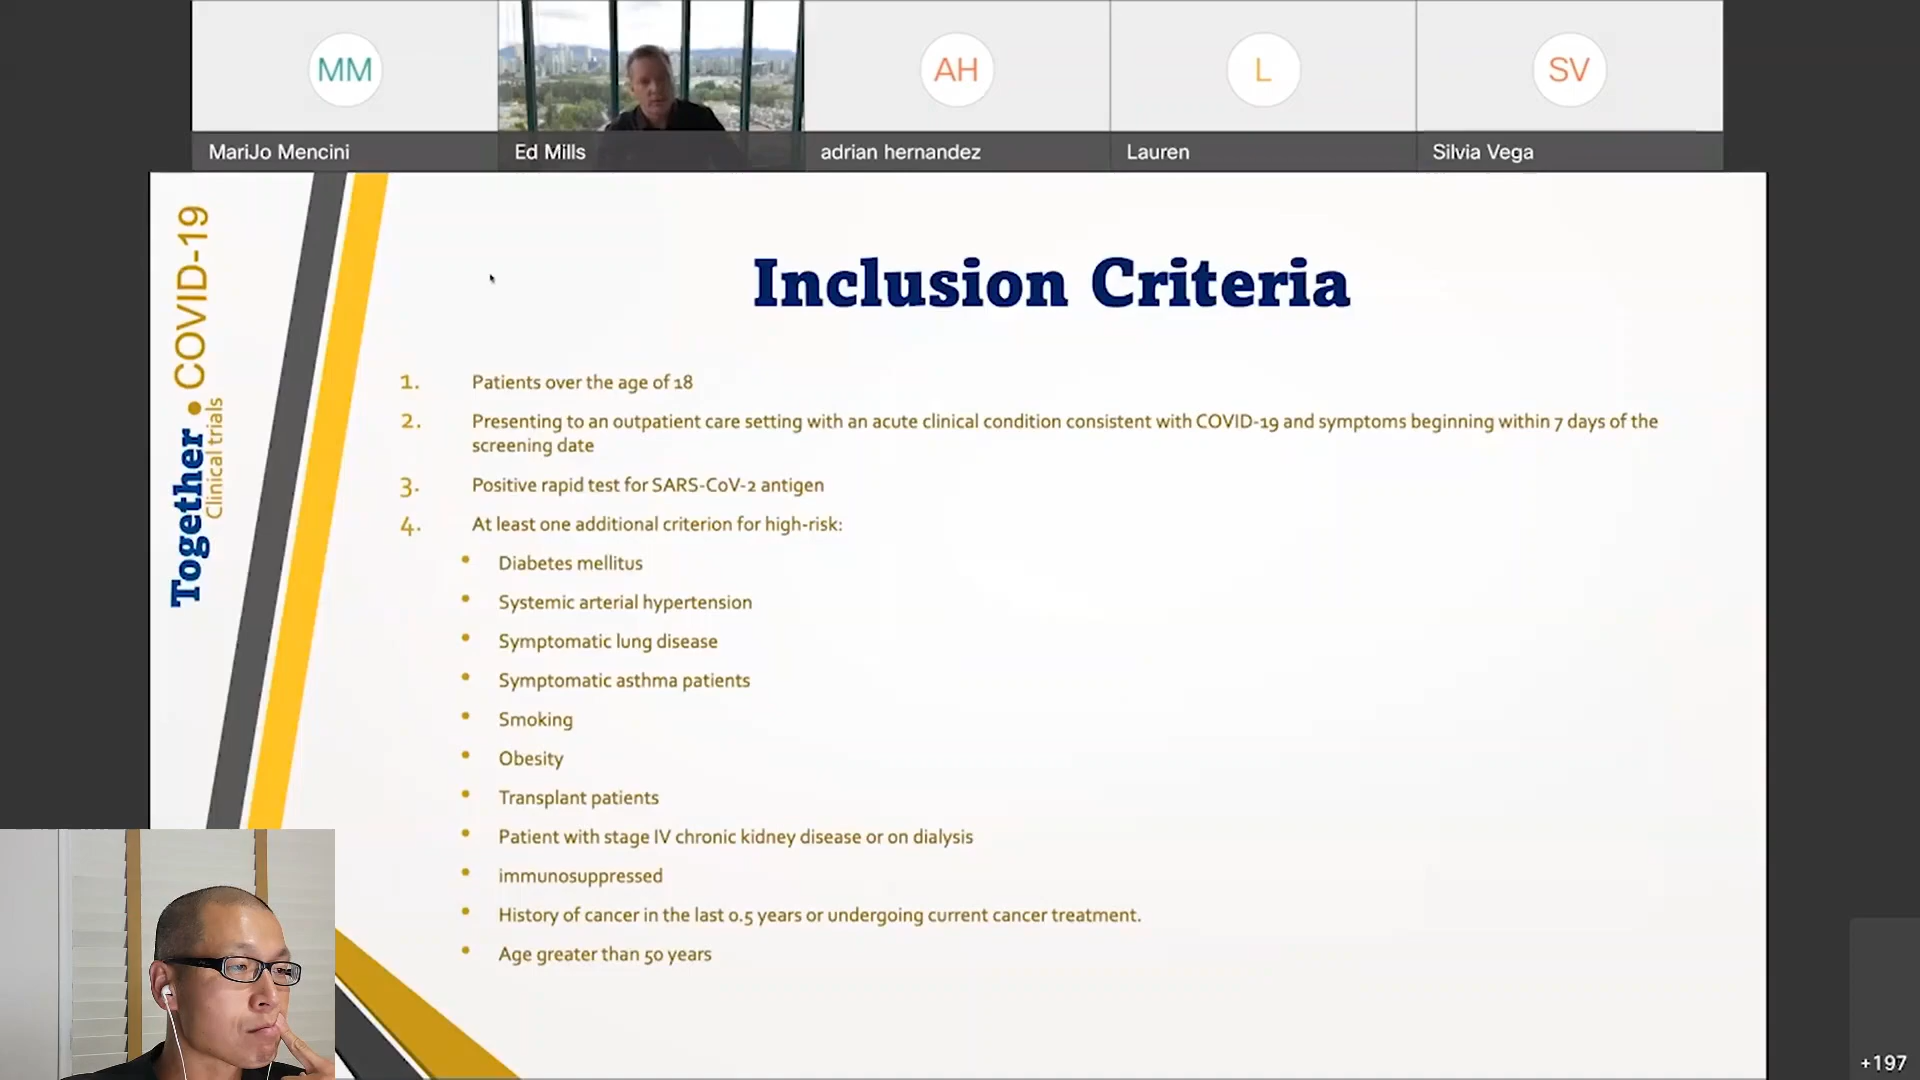 MM
AH
L
SV
MariJo Mencini
Ed Mills
adrian hernandez
Lauren
Silvia Vega
Together • COVID-19
Clinical trials
Inclusion Criteria
1. Patients over the age of 18
2. Presenting to an outpatient care setting with an acute clinical condition consistent with COVID-19 and symptoms beginning within 7 days of the
screening date
3. Positive rapid test for SARS-CoV-2 antigen
4. At least one additional criterion for high-risk:
• Diabetes mellitus
• Systemic arterial hypertension
• Symptomatic lung disease
• Symptomatic asthma patients
• Smoking
• Obesity
• Transplant patients
• Patient with stage IV chronic kidney disease or on dialysis
• immunosuppressed
• History of cancer in the last 0.5 years or undergoing current cancer treatment.
• Age greater than 50 years
+197